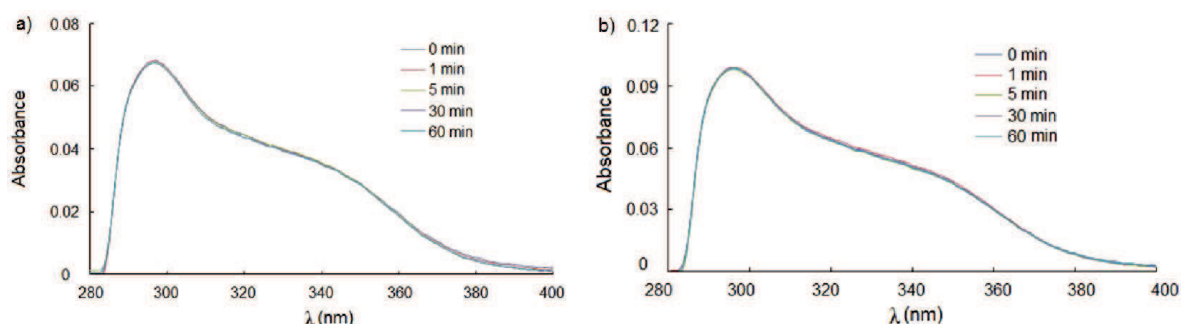 a)
0.08
0.06
0.04
0.02
0
Absorbance
280 300 320 340 360 380 400
λ (nm)
0 min
1 min
5 min
30 min
60 min
b)
0.12
0.09
0.06
0.03
0
Absorbance
282 300 320 340 360 380 400
λ (nm)
0 min
1 min
5 min
30 min
60 min